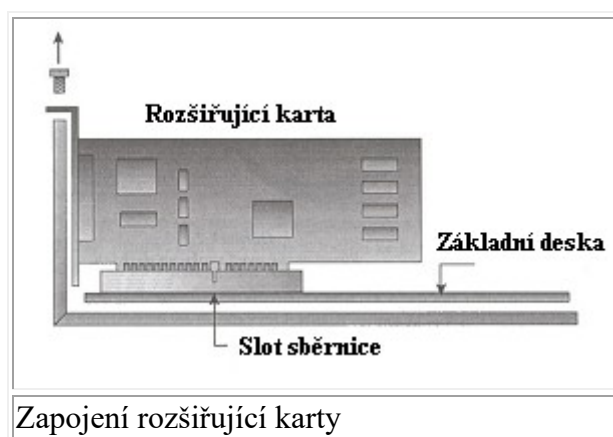 Rozšiřující karta
Základní deska
Slot sběrnice
Zapojení rozšiřující karty